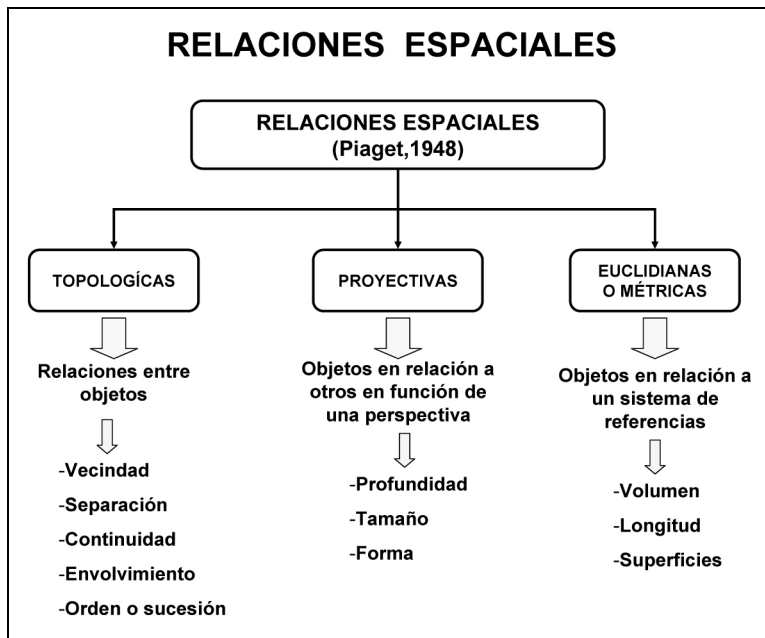 RELACIONES ESPACIALES
RELACIONES ESPACIALES
(Piaget,1948)
TOPOLOGÍCAS
Relaciones entre
objetos
-Vecindad
-Separación
-Continuidad
-Envolvimiento
-Orden o sucesión
PROYECTIVAS
Objetos en relación a
otros en función de
una perspectiva
-Profundidad
-Tamaño
-Forma
EUCLIDIANAS
O MÉTRICAS
Objetos en relación a
un sistema de
referencias
-Volumen
-Longitud
-Superficies